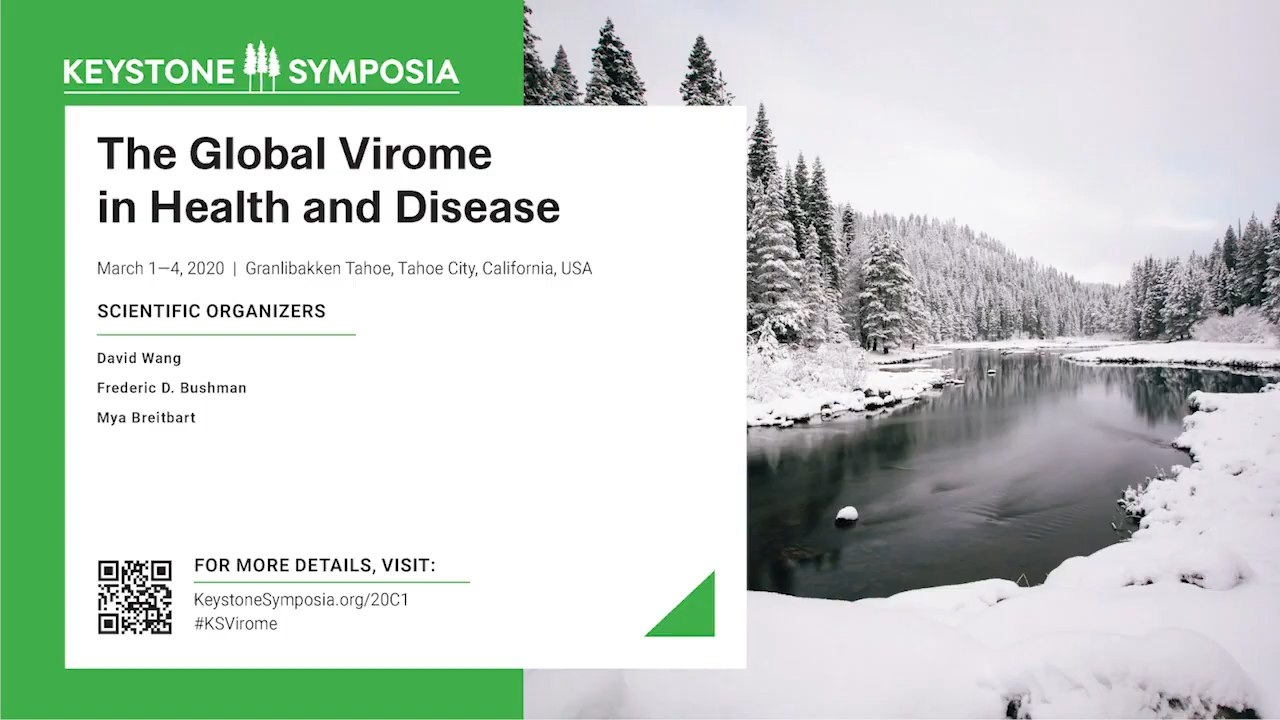 KEYSTONE SYMPOSIA
The Global Virome
in Health and Disease
March 1—4, 2020 | Granlibakken Tahoe, Tahoe City, California, USA
SCIENTIFIC ORGANIZERS
David Wang
Frederic D. Bushman
Mya Breitbart
FOR MORE DETAILS, VISIT:
KeystoneSymposia.org/20C1
#KSVirome